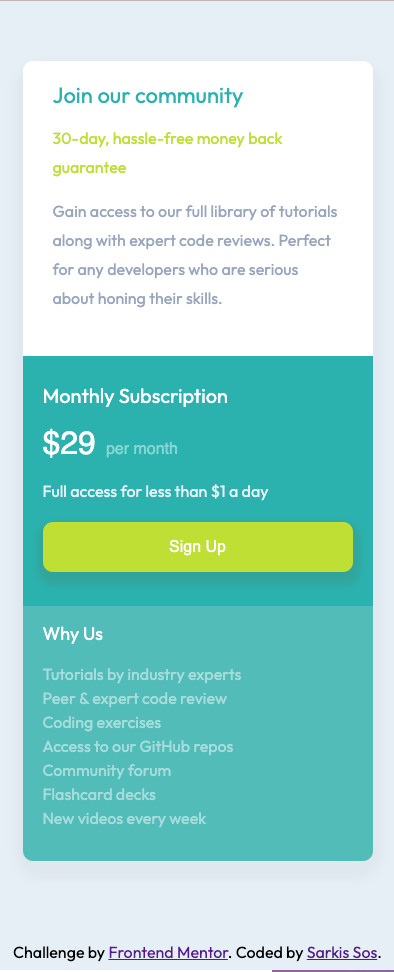 Join our community
30-day, hassle-free money back
guarantee
Gain access to our full library of tutorials
along with expert code reviews. Perfect
for any developers who are serious
about honing their skills.
Monthly Subscription
$29 per month
Full access for less than $1 a day
Sign Up
Why Us
Tutorials by industry experts
Peer & expert code review
Coding exercises
Access to our GitHub repos
Community forum
Flashcard decks
New videos every week
Challenge by Frontend Mentor. Coded by Sarkis Sos.